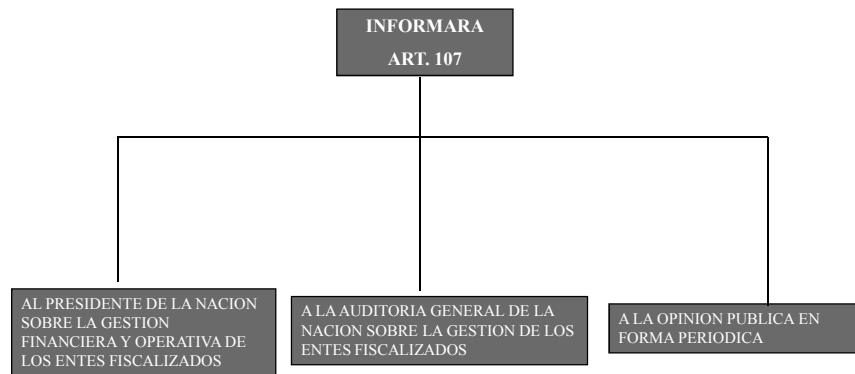 INFORMARA
ART. 107
AL PRESIDENTE DE LA NACION
SOBRE LA GESTION
FINANCIERA Y OPERATIVA DE
LOS ENTES FISCALIZADOS
A LA AUDITORIA GENERAL DE LA
NACION SOBRE LA GESTION DE LOS
ENTES FISCALIZADOS
A LA OPINION PUBLICA EN
FORMA PERIODICA